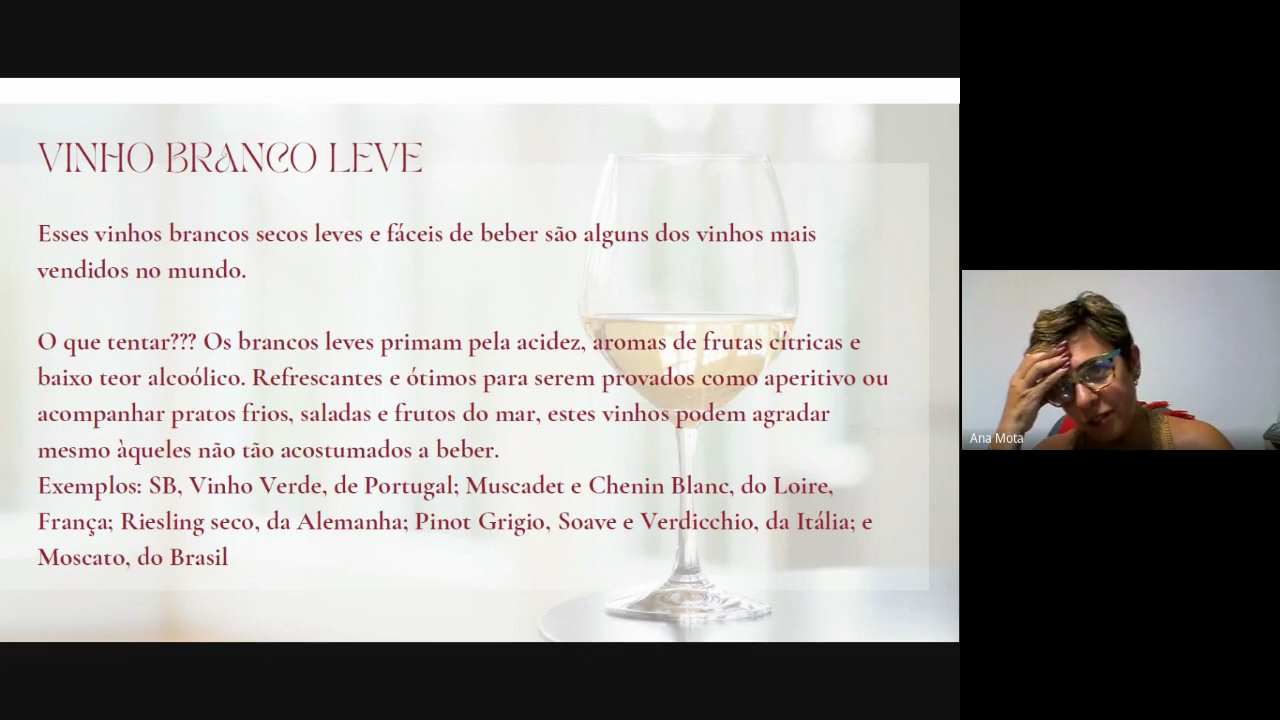 VINHO BRANCO LEVE
Esses vinhos brancos secos leves e fáceis de beber são alguns dos vinhos mais
vendidos no mundo.
O que tentar??? Os brancos leves primam pela acidez, aromas de frutas cítricas e
baixo teor alcoólico. Refrescantes e ótimos para serem provados como aperitivo ou
acompanhar pratos frios, saladas e frutos do mar, estes vinhos podem agradar
mesmo àqueles não tão acostumados a beber.
Exemplos: SB, Vinho Verde, de Portugal; Muscadet e Chenin Blanc, do Loire,
França; Riesling seco, da Alemanha; Pinot Grigio, Soave e Verdicchio, da Itália; e
Moscato, do Brasil
Ana Mota